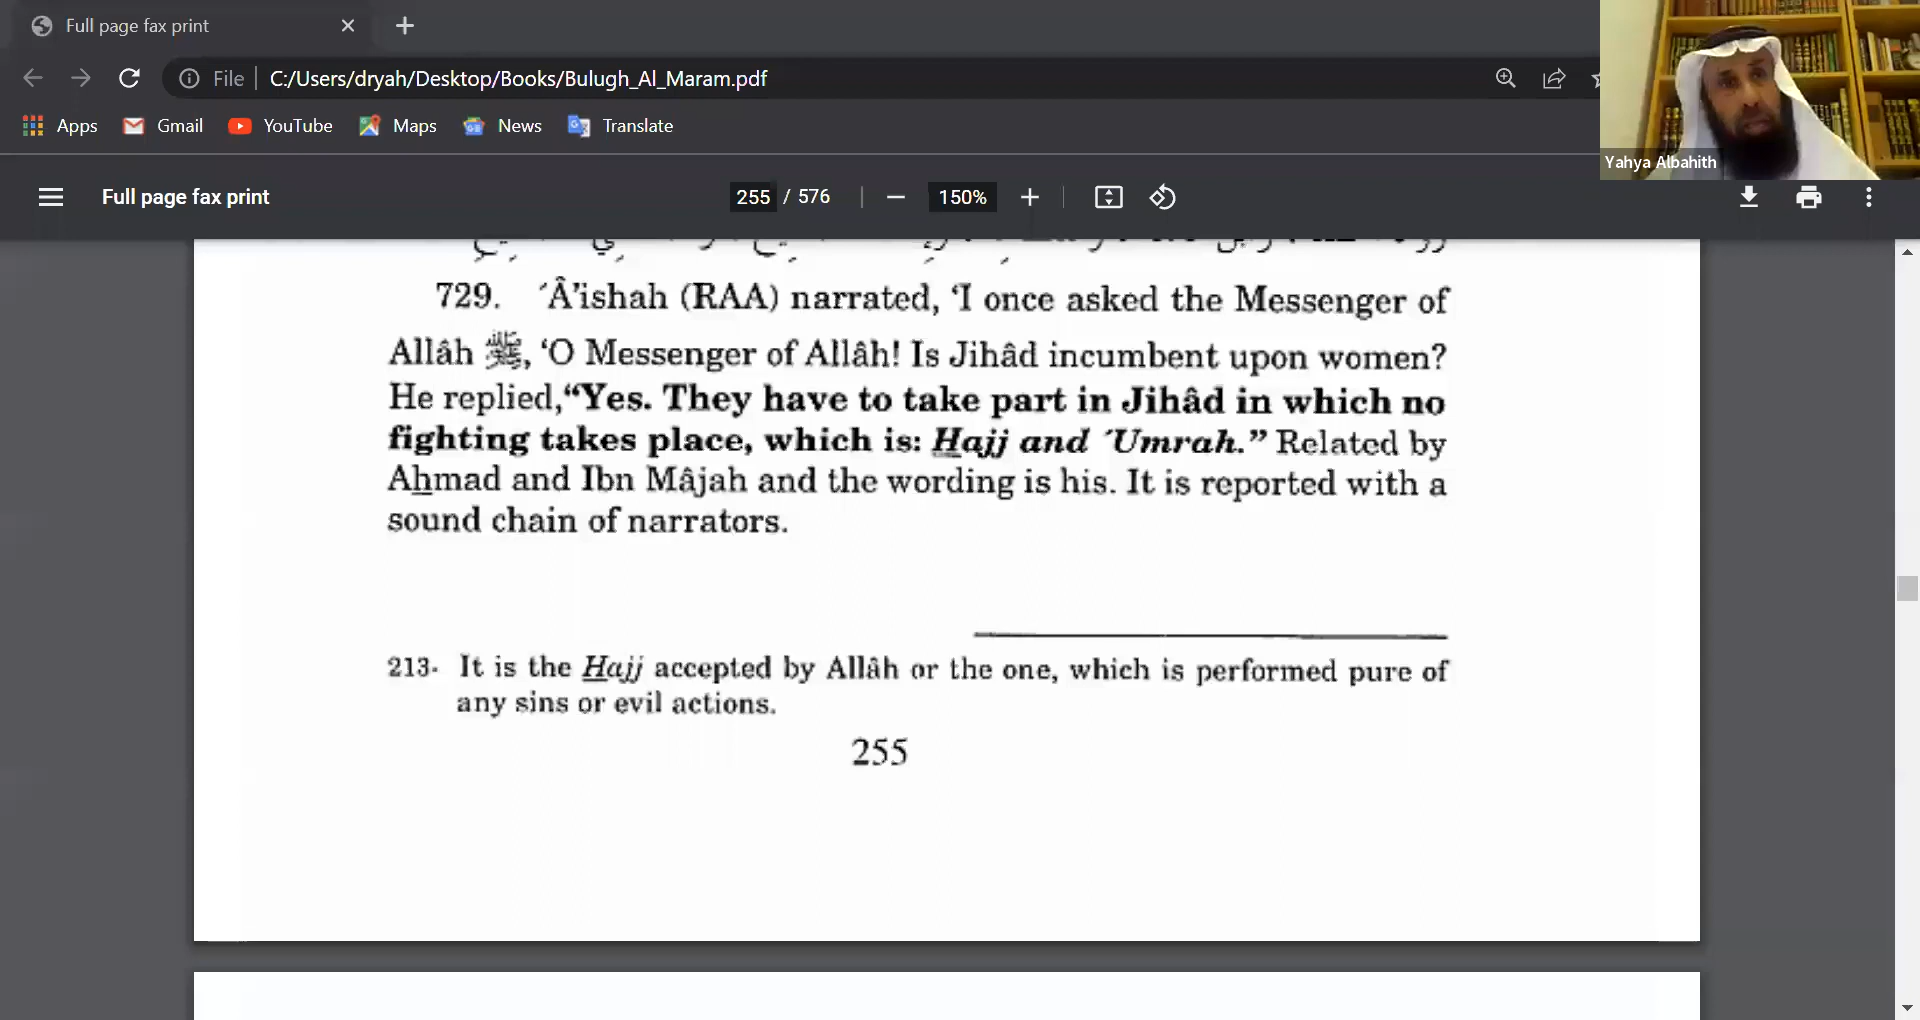 Full page fax print
File C:/Users/dryah/Desktop/Books/Bulugh_Al_Maram.pdf
Apps Gmail YouTube Maps News Translate
Yahya Albahith
Full page fax print 255 / 576 150%
729. ´Â’ishah (RAA) narrated, ‘I once asked the Messenger of
Allâh ﷺ, ‘O Messenger of Allâh! Is Jihâd incumbent upon women?
He replied,“Yes. They have to take part in Jihâd in which no
fighting takes place, which is: Hajj and ´Umrah.” Related by
Ahmad and Ibn Mâjah and the wording is his. It is reported with a
sound chain of narrators.
213- It is the Hajj accepted by Allâh or the one, which is performed pure of
any sins or evil actions.
255